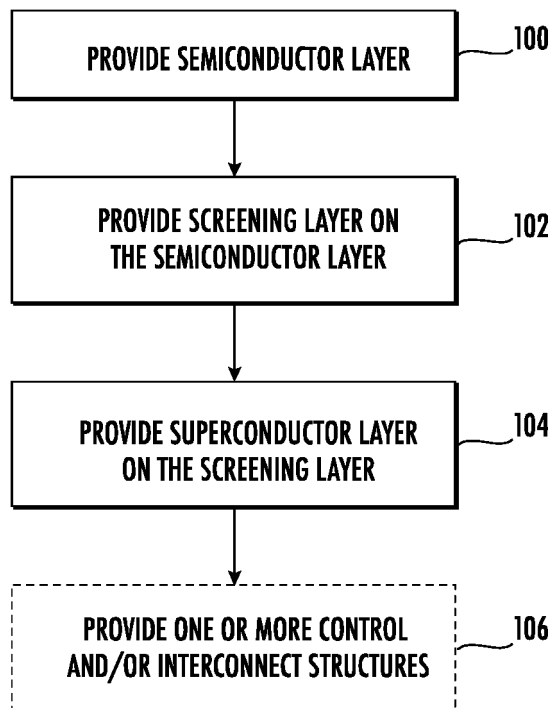 PROVIDE SEMICONDUCTOR LAYER
100
PROVIDE SCREENING LAYER ON
THE SEMICONDUCTOR LAYER
102
PROVIDE SUPERCONDUCTOR LAYER
ON THE SCREENING LAYER
104
PROVIDE ONE OR MORE CONTROL
AND/OR INTERCONNECT STRUCTURES
106